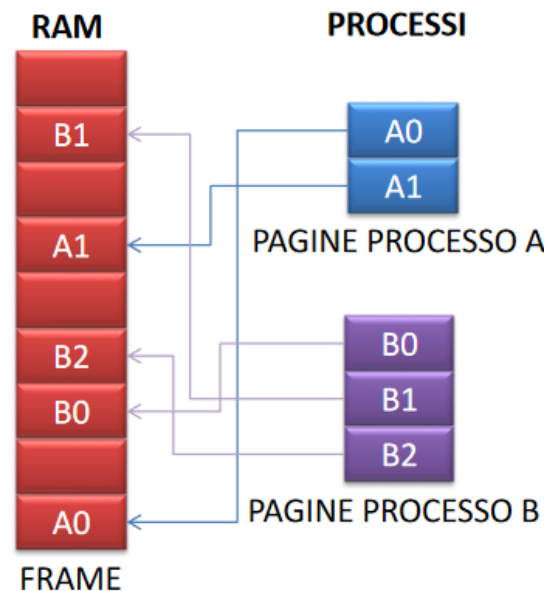 RAM
B1
A1
B2
B0
A0
FRAME
PROCESSI
A0
A1
PAGINE PROCESSO A
B0
B1
B2
PAGINE PROCESSO B